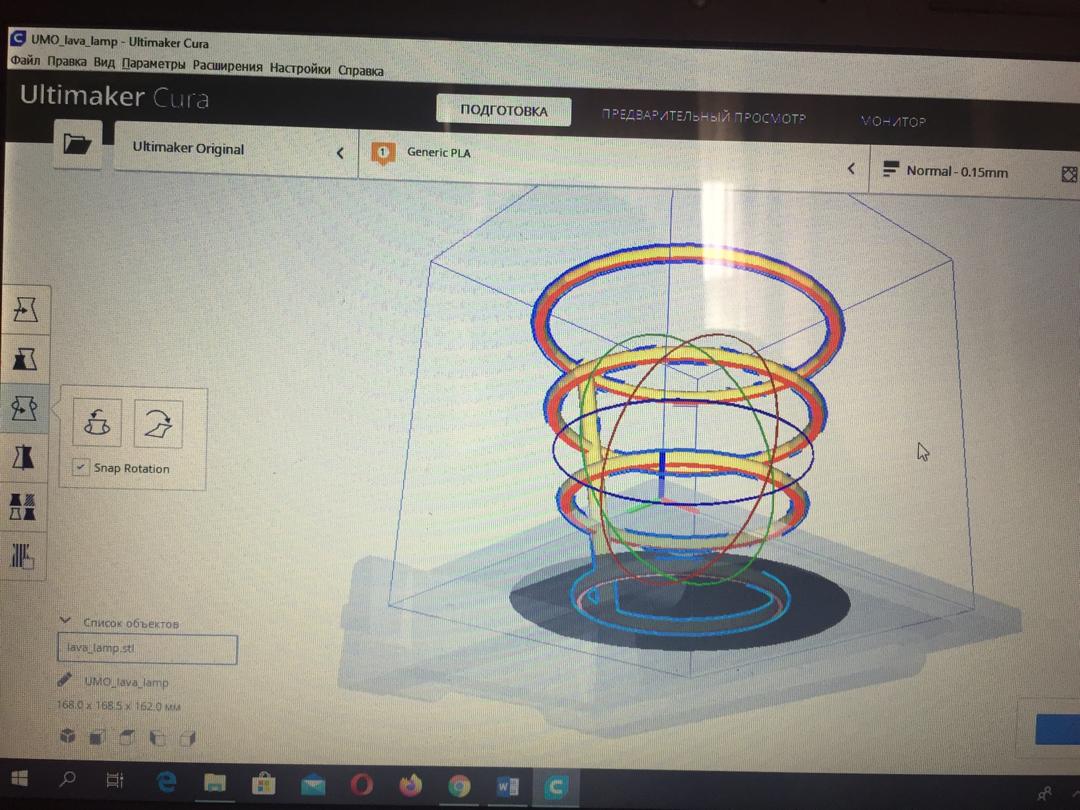 UMO_lava_lamp - Ultimaker Cura
Файл Правка Вид Параметры Расширения Настройки Справка
Ultimaker Cura
ПОДГОТОВКА
ПРЕДВАРИТЕЛЬНЫЙ ПРОСМОТР
МОНИТОР
Ultimaker Original
1
Generic PLA
Normal - 0.15mm
Snap Rotation
Список объектов
lava_lamp.stl
UMO_lava_lamp
168.0 x 168.5 x 162.0 мм